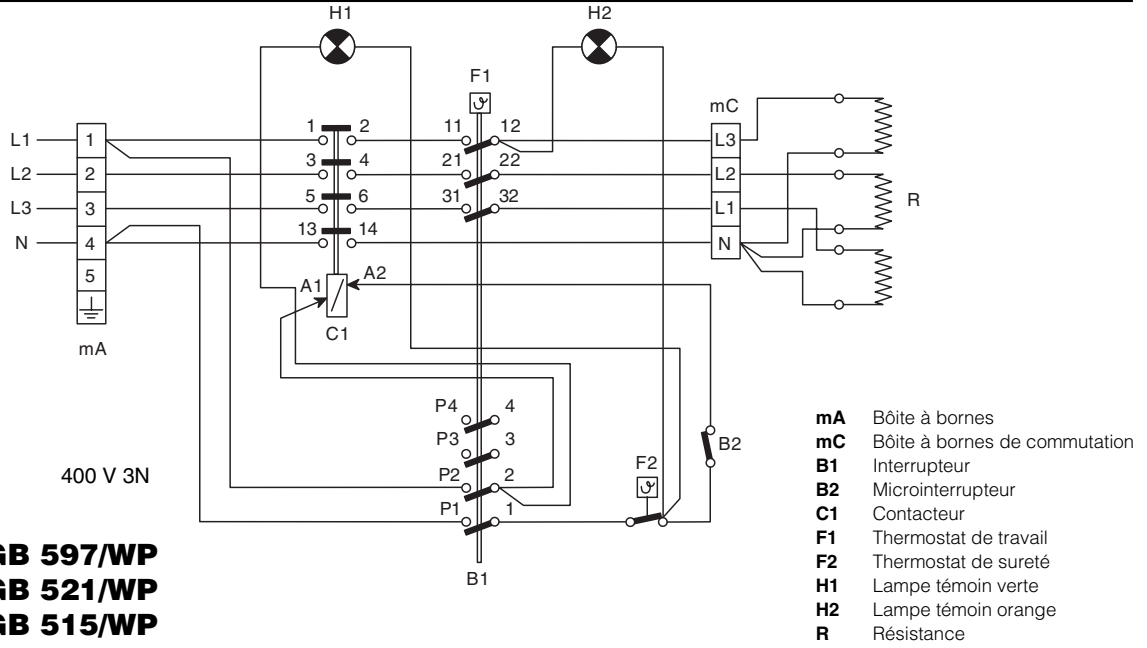 H1 H2
F1
mC
L1 1 1 2 11 12 L3
L2 2 3 4 21 22 L2 R
L3 3 5 6 31 32 L1
N 4 13 14 N
5 A1 A2
mA C1
P4 4
P3 3 B2
400 V 3N P2 2 F2
P1 1
B1
GB 597/WP
GB 521/WP
GB 515/WP
mA Bôite à bornes
mC Bôite à bornes de commutation
B1 Interrupteur
B2 Microinterrupteur
C1 Contacteur
F1 Thermostat de travail
F2 Thermostat de sureté
H1 Lampe témoin verte
H2 Lampe témoin orange
R Résistance